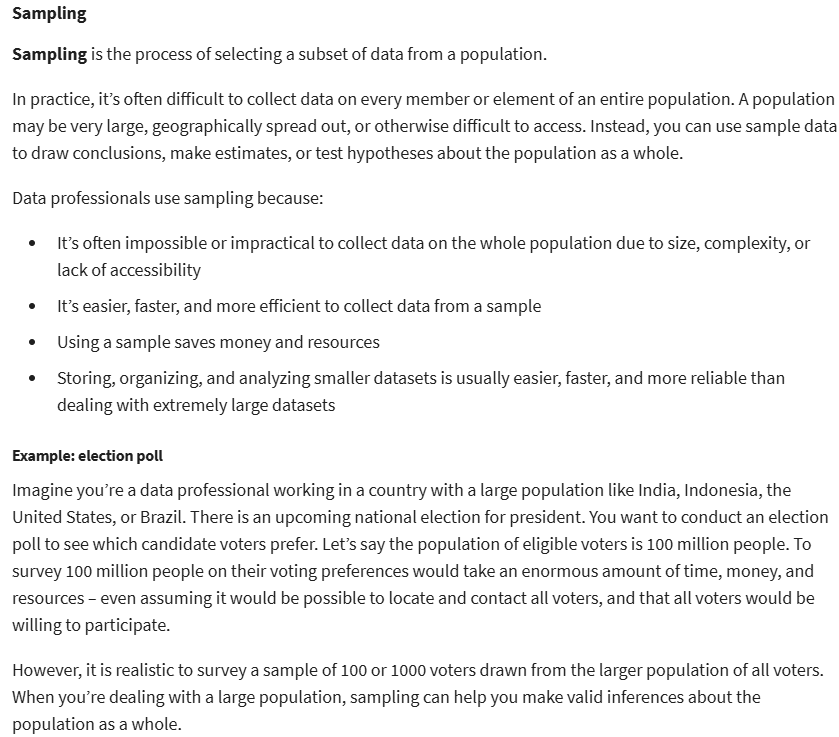 Sampling
Sampling is the process of selecting a subset of data from a population.
In practice, it’s often difficult to collect data on every member or element of an entire population. A population
may be very large, geographically spread out, or otherwise difficult to access. Instead, you can use sample data
to draw conclusions, make estimates, or test hypotheses about the population as a whole.
Data professionals use sampling because:
• It’s often impossible or impractical to collect data on the whole population due to size, complexity, or
lack of accessibility
• It’s easier, faster, and more efficient to collect data from a sample
• Using a sample saves money and resources
• Storing, organizing, and analyzing smaller datasets is usually easier, faster, and more reliable than
dealing with extremely large datasets
Example: election poll
Imagine you’re a data professional working in a country with a large population like India, Indonesia, the
United States, or Brazil. There is an upcoming national election for president. You want to conduct an election
poll to see which candidate voters prefer. Let’s say the population of eligible voters is 100 million people. To
survey 100 million people on their voting preferences would take an enormous amount of time, money, and
resources – even assuming it would be possible to locate and contact all voters, and that all voters would be
willing to participate.
However, it is realistic to survey a sample of 100 or 1000 voters drawn from the larger population of all voters.
When you’re dealing with a large population, sampling can help you make valid inferences about the
population as a whole.